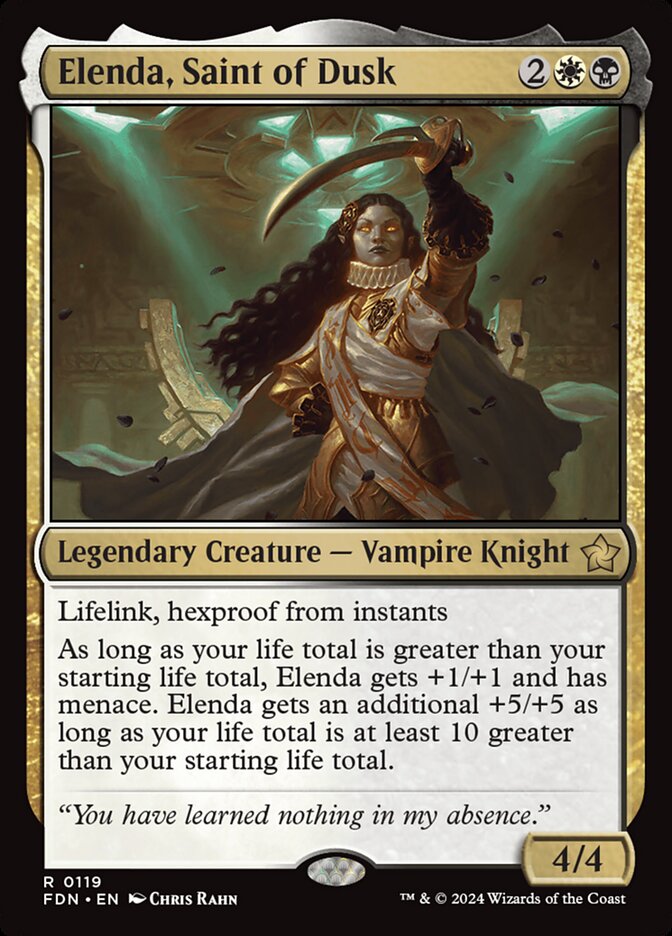 Elenda, Saint of Dusk 2
Legendary Creature — Vampire Knight
Lifelink, hexproof from instants
As long as your life total is greater than your
starting life total, Elenda gets +1/+1 and has
menace. Elenda gets an additional +5/+5 as
long as your life total is at least 10 greater
than your starting life total.
“You have learned nothing in my absence.”
4/4
R 0119
FDN • EN Chris Rahn
™ & © 2024 Wizards of the Coast